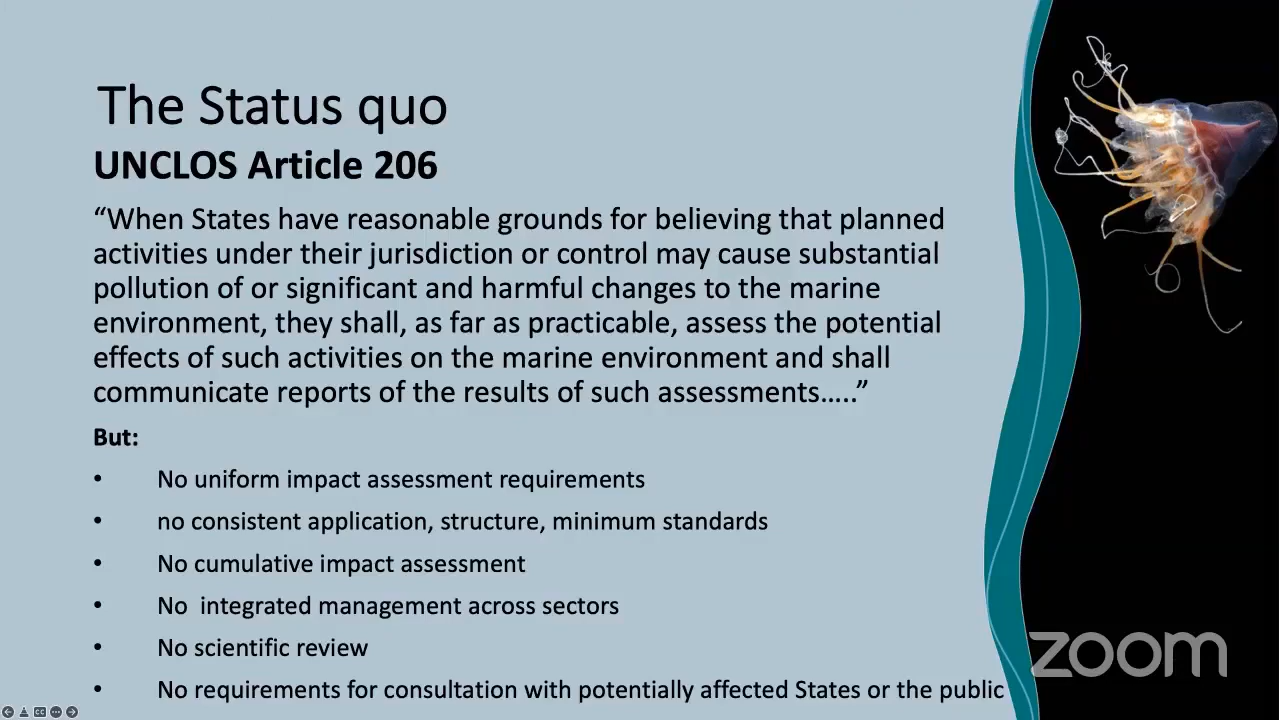 The Status quo
UNCLOS Article 206
“When States have reasonable grounds for believing that planned
activities under their jurisdiction or control may cause substantial
pollution of or significant and harmful changes to the marine
environment, they shall, as far as practicable, assess the potential
effects of such activities on the marine environment and shall
communicate reports of the results of such assessments…..”
But:
• No uniform impact assessment requirements
• no consistent application, structure, minimum standards
• No cumulative impact assessment
• No  integrated management across sectors
• No scientific review
• No requirements for consultation with potentially affected States or the public
zoom